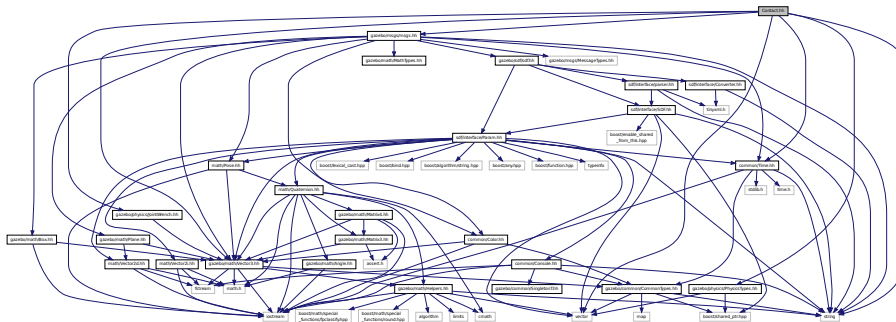 Contact.hh
gazebo/msgs/msgs.hh
gazebo/math/MathTypes.hh
gazebo/sdf/sdf.hh
gazebo/msgs/MessageTypes.hh
sdf/interface/parser.hh
sdf/interface/Converter.hh
sdf/interface/SDF.hh
tinyxml.h
boost/enable_shared
_from_this.hpp
sdf/interface/Param.hh
math/Pose.hh
boost/lexical_cast.hpp
boost/bind.hpp
boost/algorithm/string.hpp
boost/any.hpp
boost/function.hpp
typeinfo
common/Time.hh
math/Quaternion.hh
stdlib.h
time.h
gazebo/physics/JointWrench.hh
gazebo/math/Matrix4.hh
gazebo/math/Box.hh
gazebo/math/Plane.hh
gazebo/math/Matrix3.hh
common/Color.hh
math/Vector2d.hh
math/Vector2i.hh
gazebo/math/Vector3.hh
gazebo/math/Angle.hh
assert.h
common/Console.hh
fstream
math.h
gazebo/math/Helpers.hh
gazebo/common/SingletonT.hh
gazebo/common/CommonTypes.hh
gazebo/physics/PhysicsTypes.hh
iostream
boost/math/special
_functions/fpclassify.hpp
boost/math/special
_functions/round.hpp
algorithm
limits
cmath
vector
map
boost/shared_ptr.hpp
string